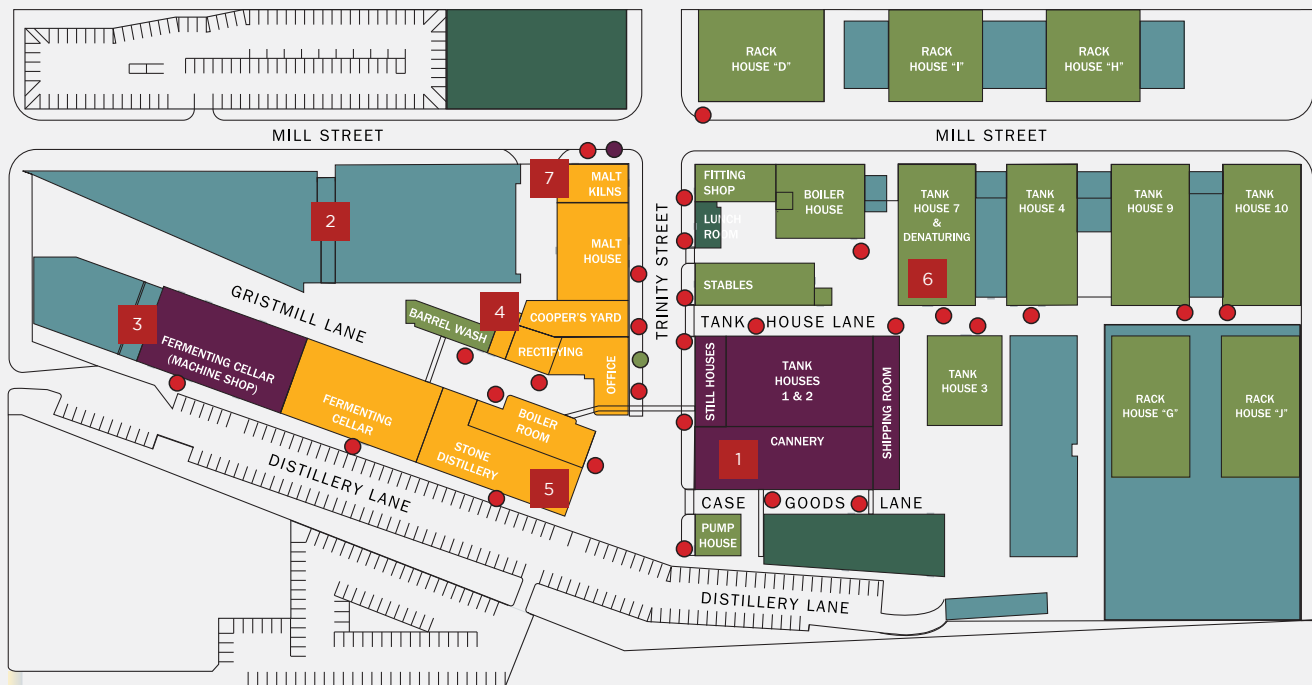 RACK
HOUSE "D"
RACK
HOUSE "I"
RACK
HOUSE "H"
MILL STREET
MILL STREET
7
MALT
KILNS
FITTING
SHOP
BOILER
HOUSE
TANK
HOUSE 7
&
DENATURING
TANK
HOUSE 4
TANK
HOUSE 9
TANK
HOUSE 10
2
LUNCH
ROOM
MALT
HOUSE
TRINITY STREET
6
STABLES
GRISTMILL LANE
3
BARREL WASH
4
COOPER'S YARD
TANK HOUSE LANE
FERMENTING CELLAR
(MACHINE SHOP)
RECTIFYING
OFFICE
STILL HOUSES
TANK
HOUSES
1 & 2
SHIPPING ROOM
TANK
HOUSE 3
RACK
HOUSE "G"
RACK
HOUSE "J"
FERMENTING
CELLAR
BOILER
ROOM
STONE
DISTILLERY
5
CANNERY
1
DISTILLERY LANE
CASE GOODS LANE
PUMP
HOUSE
DISTILLERY LANE